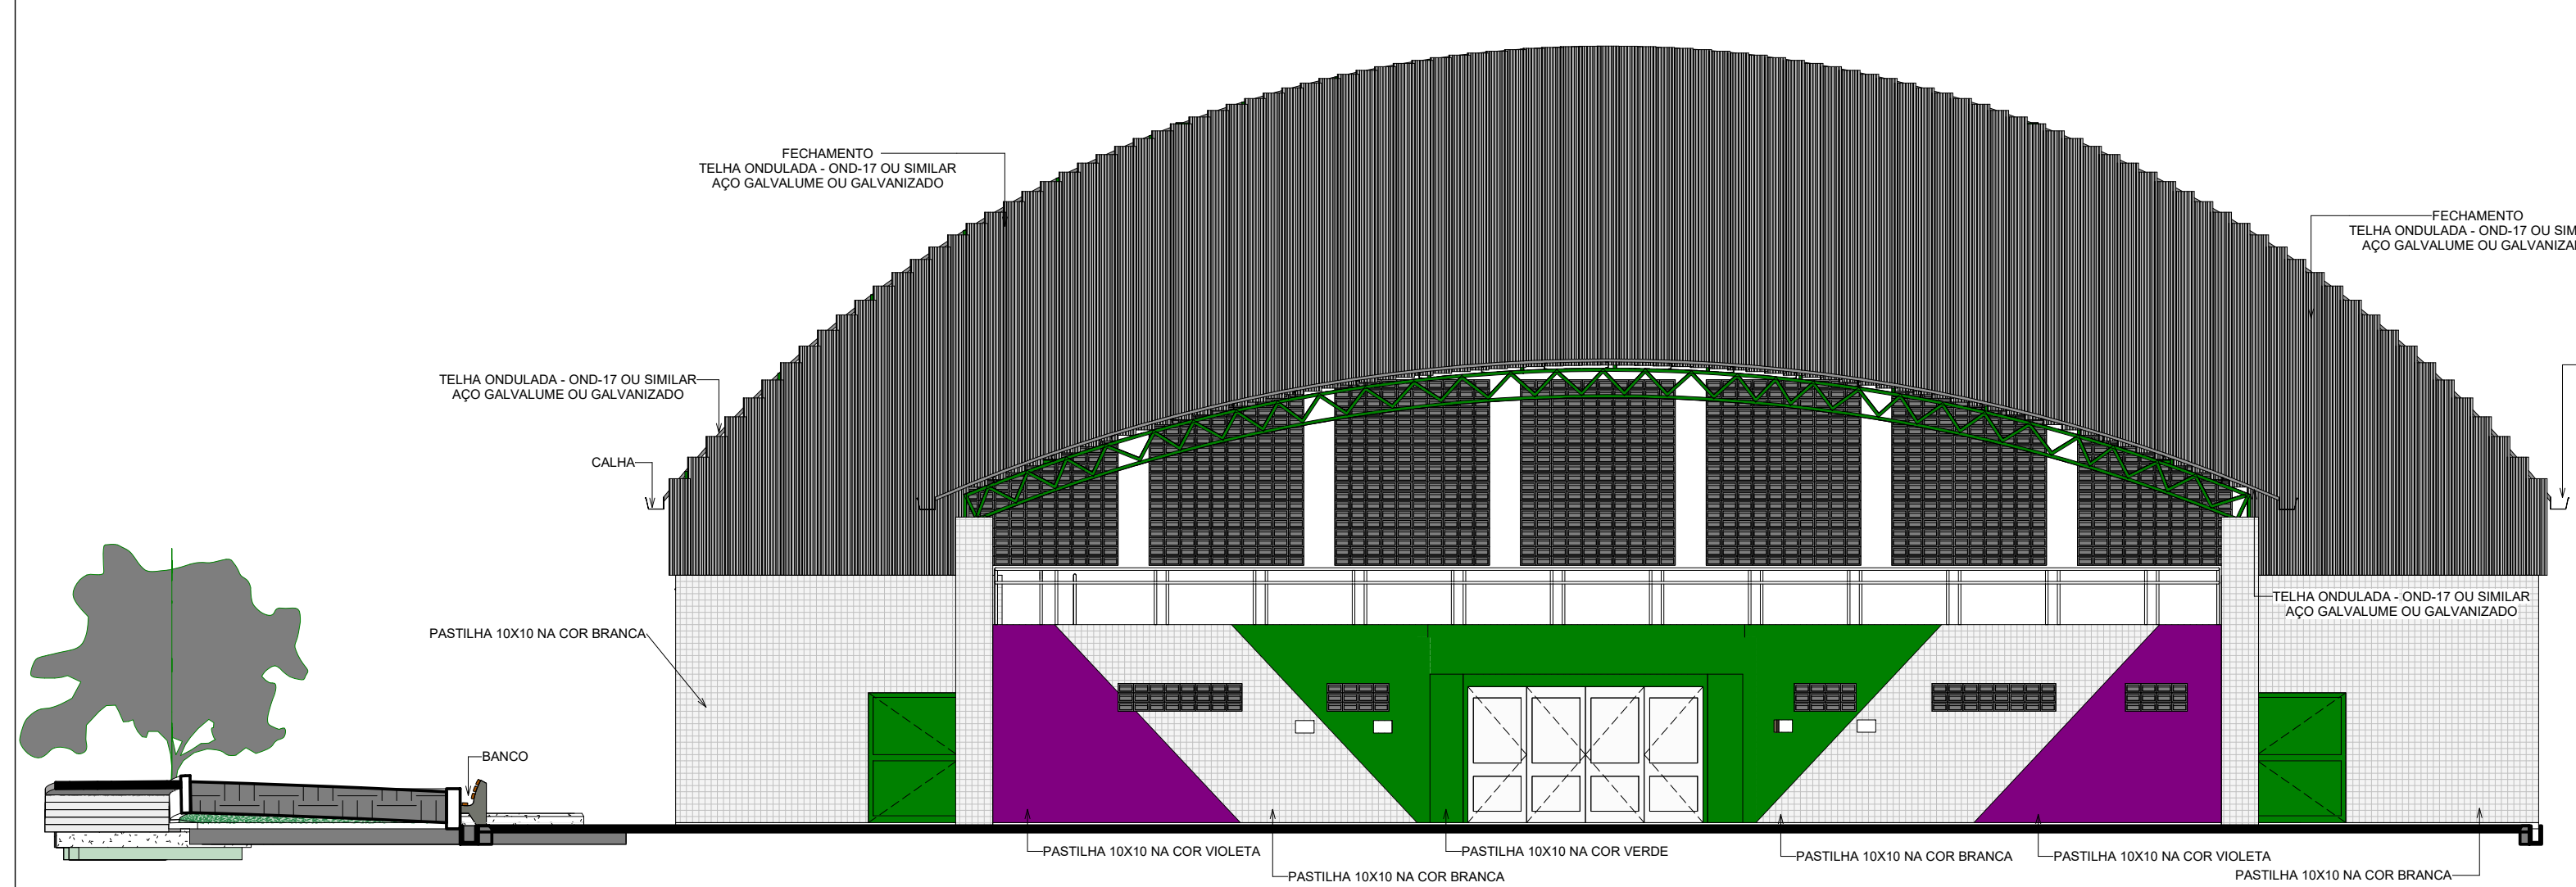 FECHAMENTO
TELHA ONDULADA - OND-17 OU SIMILAR
AÇO GALVALUME OU GALVANIZADO
FECHAMENTO
TELHA ONDULADA - OND-17 OU SIM
AÇO GALVALUME OU GALVANIZA
TELHA ONDULADA - OND-17 OU SIMILAR
AÇO GALVALUME OU GALVANIZADO
CALHA
TELHA ONDULADA - OND-17 OU SIMILAR
AÇO GALVALUME OU GALVANIZADO
PASTILHA 10X10 NA COR BRANCA
BANCO
PASTILHA 10X10 NA COR VIOLETA
PASTILHA 10X10 NA COR VERDE
PASTILHA 10X10 NA COR BRANCA
PASTILHA 10X10 NA COR VIOLETA
PASTILHA 10X10 NA COR BRANCA
PASTILHA 10X10 NA COR BRANCA